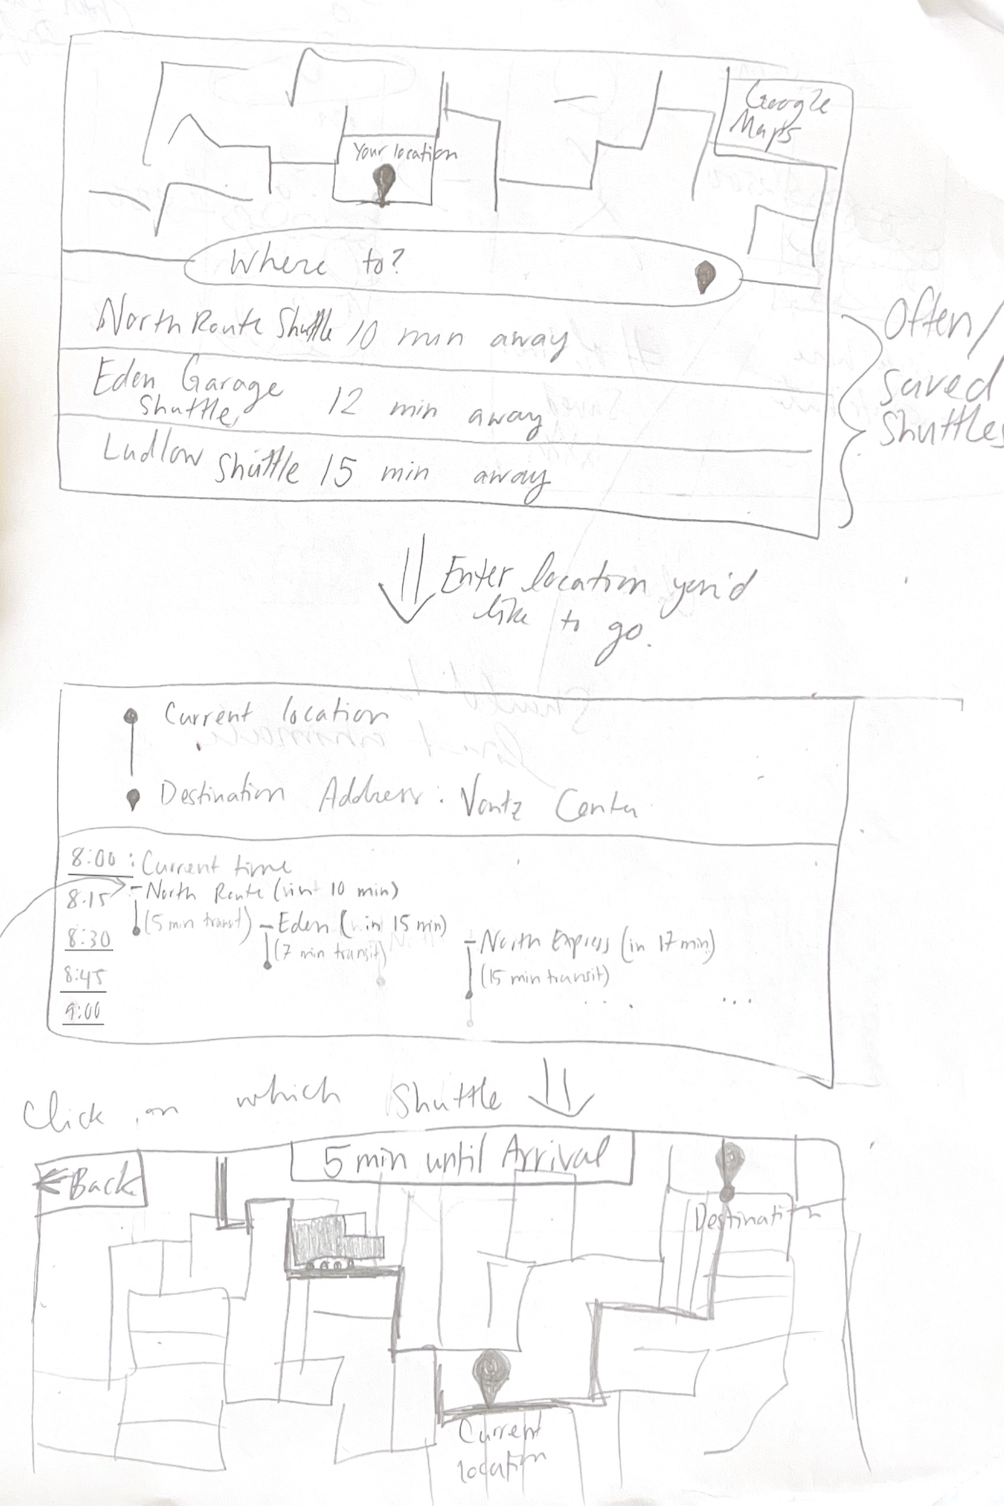 Google
Maps
Your location
Where to?
North Route Shuttle 10 min away
Eden Garage
Shuttle 12 min away
Ludlow Shuttle 15 min away
Often/
saved
shuttles
Enter location you'd
like to go.
Current location
Destination Address: Vontz Center
8:00 : Current time
8:15 North Route (in 10 min)
(5 min transit)
Eden (in 15 min)
8:30
(7 min transit)
North Express (in 17 min)
8:45
(15 min transit)
9:00
... ...
Click on which Shuttle
← Back
5 min until Arrival
Destination
Current
location